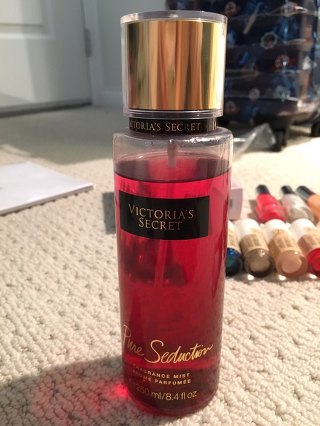 VICTORIA'S SECRET
VICTORIA'S
SECRET
Pure Seduction
FRAGRANCE MIST
BRUME PARFUMÉE
250 ml/8.4 fl oz